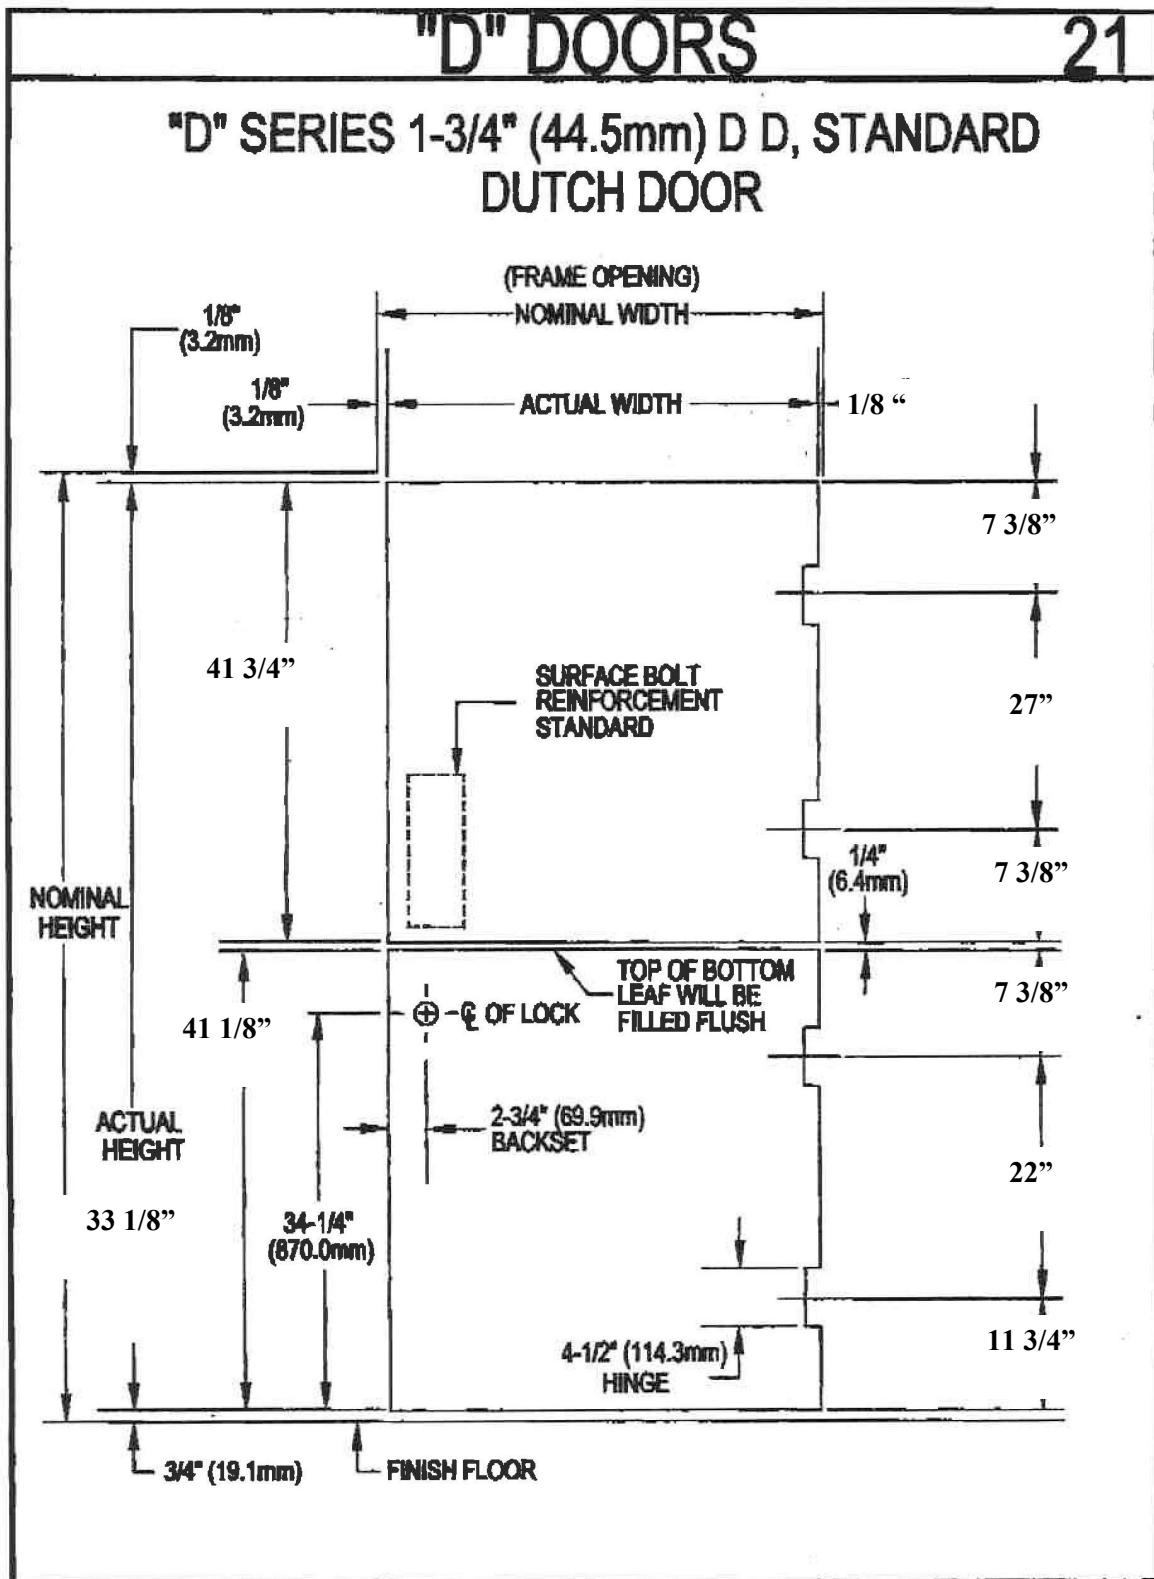 "D" DOORS 21
"D" SERIES 1-3/4" (44.5mm) D D, STANDARD
DUTCH DOOR
(FRAME OPENING)
NOMINAL WIDTH
1/8"
(3.2mm)
1/8"
(3.2mm)
ACTUAL WIDTH
1/8 “
7 3/8”
41 3/4”
SURFACE BOLT
REINFORCEMENT
STANDARD
27”
1/4"
(6.4mm)
7 3/8”
NOMINAL
HEIGHT
TOP OF BOTTOM
LEAF WILL BE
FILLED FLUSH
7 3/8”
41 1/8”
℄ OF LOCK
2-3/4" (69.9mm)
BACKSET
ACTUAL
HEIGHT
22”
33 1/8”
34-1/4"
(870.0mm)
4-1/2" (114.3mm)
HINGE
11 3/4”
3/4" (19.1mm)
FINISH FLOOR